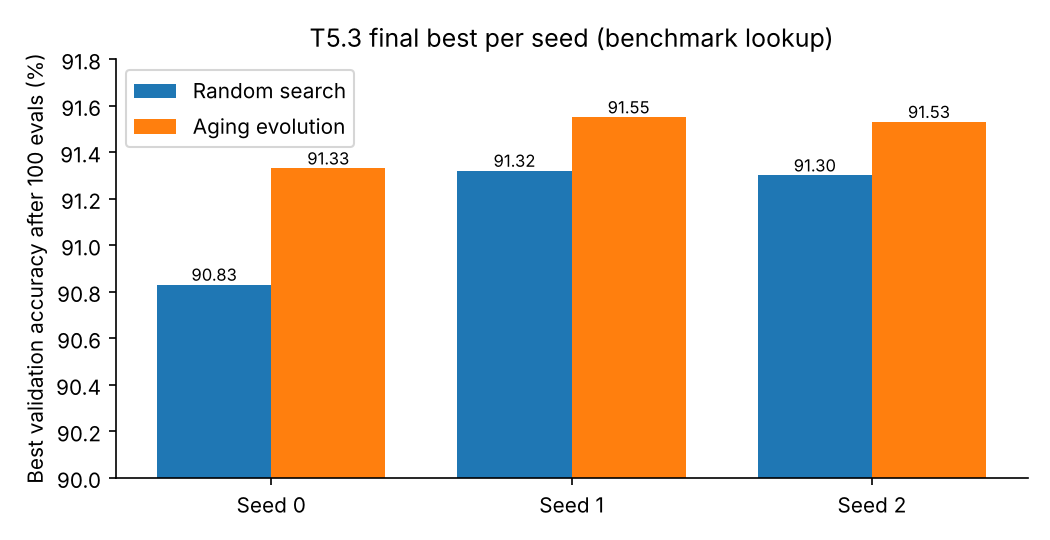 T5.3 final best per seed (benchmark lookup)
Best validation accuracy after 100 evals (%)
91.8
91.6
91.4
91.2
91.0
90.8
90.6
90.4
90.2
90.0
Random search
Aging evolution
90.83
91.33
91.32
91.55
91.30
91.53
Seed 0
Seed 1
Seed 2